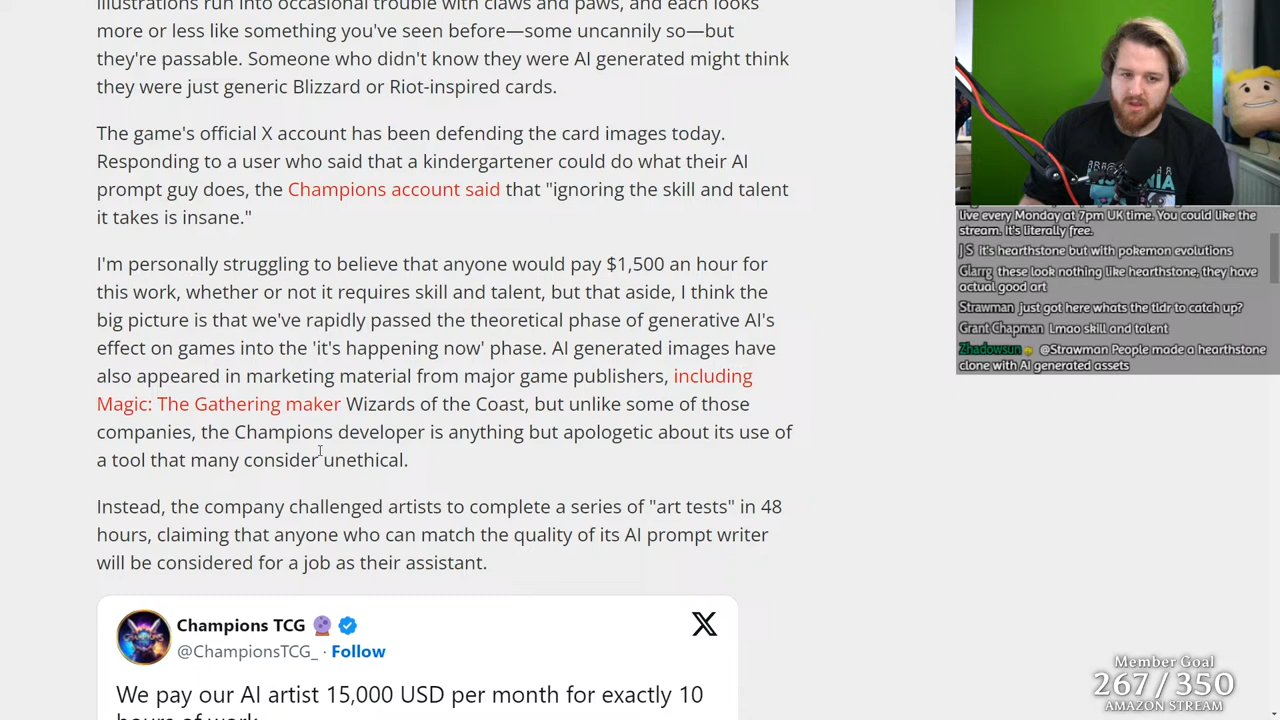 illustrations run into occasional trouble with claws and paws, and each looks
more or less like something you've seen before—some uncannily so—but
they're passable. Someone who didn't know they were AI generated might think
they were just generic Blizzard or Riot-inspired cards.
The game's official X account has been defending the card images today.
Responding to a user who said that a kindergartener could do what their AI
prompt guy does, the Champions account said that "ignoring the skill and talent
it takes is insane."
I'm personally struggling to believe that anyone would pay $1,500 an hour for
this work, whether or not it requires skill and talent, but that aside, I think the
big picture is that we've rapidly passed the theoretical phase of generative AI's
effect on games into the 'it's happening now' phase. AI generated images have
also appeared in marketing material from major game publishers, including
Magic: The Gathering maker Wizards of the Coast, but unlike some of those
companies, the Champions developer is anything but apologetic about its use of
a tool that many consider unethical.
Instead, the company challenged artists to complete a series of "art tests" in 48
hours, claiming that anyone who can match the quality of its AI prompt writer
will be considered for a job as their assistant.
Champions TCG
@ChampionsTCG_ · Follow
We pay our AI artist 15,000 USD per month for exactly 10
hours of work
live every Monday at 7pm UK time. You could like the
stream. It's literally free.
J S it's hearthstone but with pokemon evolutions
Glarrg these look nothing like hearthstone, they have
actual good art
Strawman just got here whats the tldr to catch up?
Grant Chapman Lmao skill and talent
Zhadowsun @Strawman People made a hearthstone
clone with AI generated assets
Member Goal
267/350
AMAZON STREAM